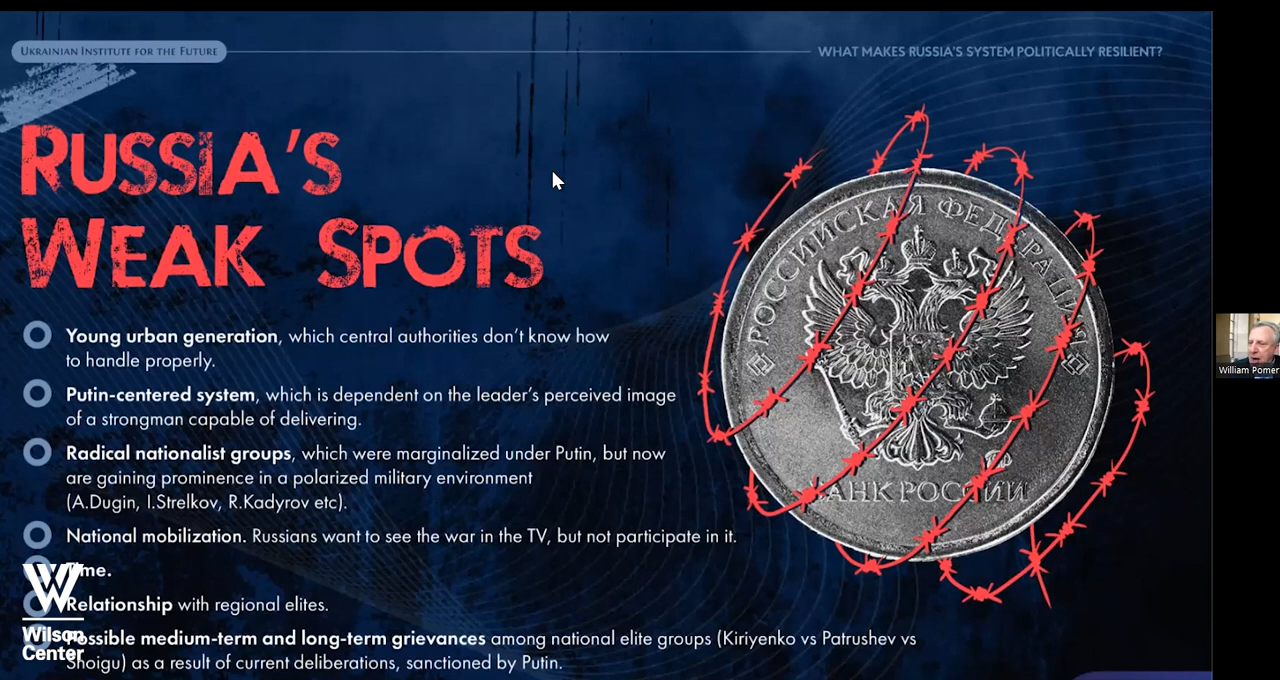 UKRAINIAN INSTITUTE FOR THE FUTURE
WHAT MAKES RUSSIA'S SYSTEM POLITICALLY RESILIENT?
RUSSIA'S
WEAK SPOTS
Young urban generation, which central authorities don't know how
to handle properly.
Putin-centered system, which is dependent on the leader's perceived image
of a strongman capable of delivering.
Radical nationalist groups, which were marginalized under Putin, but now
are gaining prominence in a polarized military environment
(A.Dugin, I.Strelkov, R.Kadyrov etc).
National mobilization. Russians want to see the war in the TV, but not participate in it.
Time.
Relationship with regional elites.
Possible medium-term and long-term grievances among national elite groups (Kiriyenko vs Patrushev vs
Shoigu) as a result of current deliberations, sanctioned by Putin.
РОССИЙСКАЯ ФЕДЕРАЦИЯ
БАНК РОССИИ
W
Wilson
Center
William Pomer